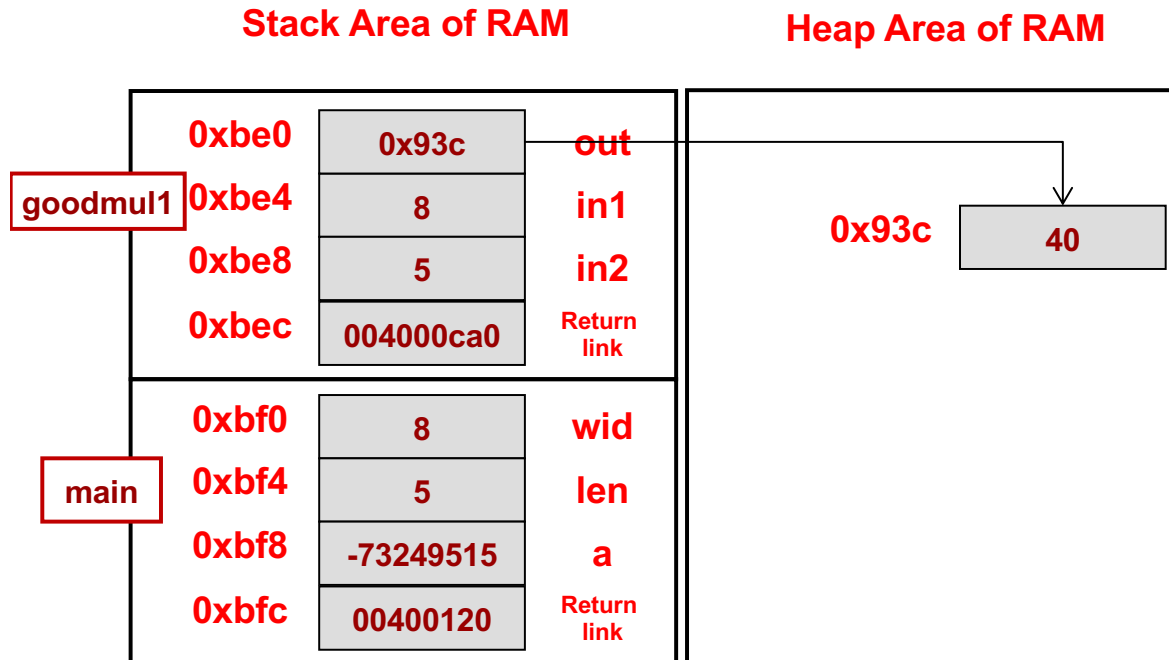 Stack Area of RAM
Heap Area of RAM
0xbe0 0x93c out
goodmul1 0xbe4 8 in1
0x93c 40
0xbe8 5 in2
0xbec 004000ca0 Return
link
0xbf0 8 wid
main 0xbf4 5 len
0xbf8 -73249515 a
0xbfc 00400120 Return
link